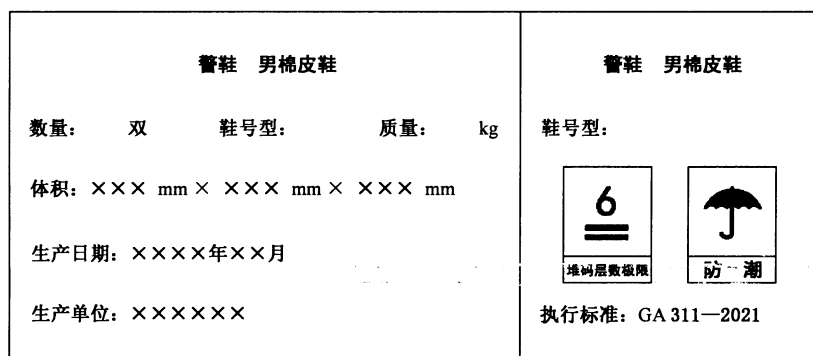 警鞋 男棉皮鞋
数量： 双 鞋号型： 质量： kg
体积：××× mm× ××× mm× ××× mm
生产日期：××××年××月
生产单位：××××××
警鞋 男棉皮鞋
鞋号型：
6
堆码层数极限
防潮
执行标准：GA 311—2021